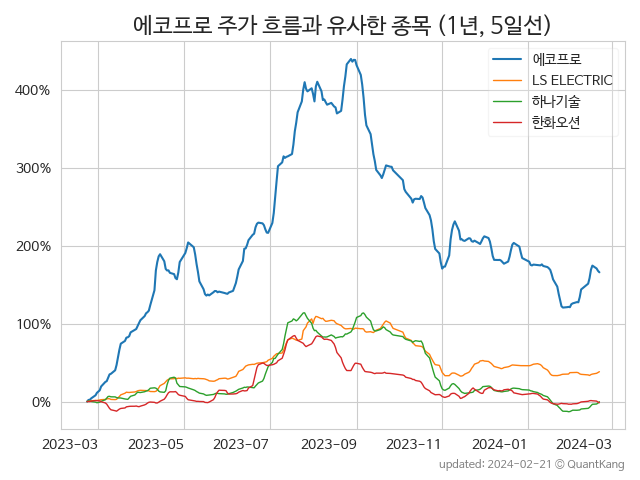 에코프로 주가 흐름과 유사한 종목 (1년, 5일선)
에코프로
LS ELECTRIC
하나기술
한화오션
400%
300%
200%
100%
0%
2023-03 2023-05 2023-07 2023-09 2023-11 2024-01 2024-03
updated: 2024-02-21 © QuantKang